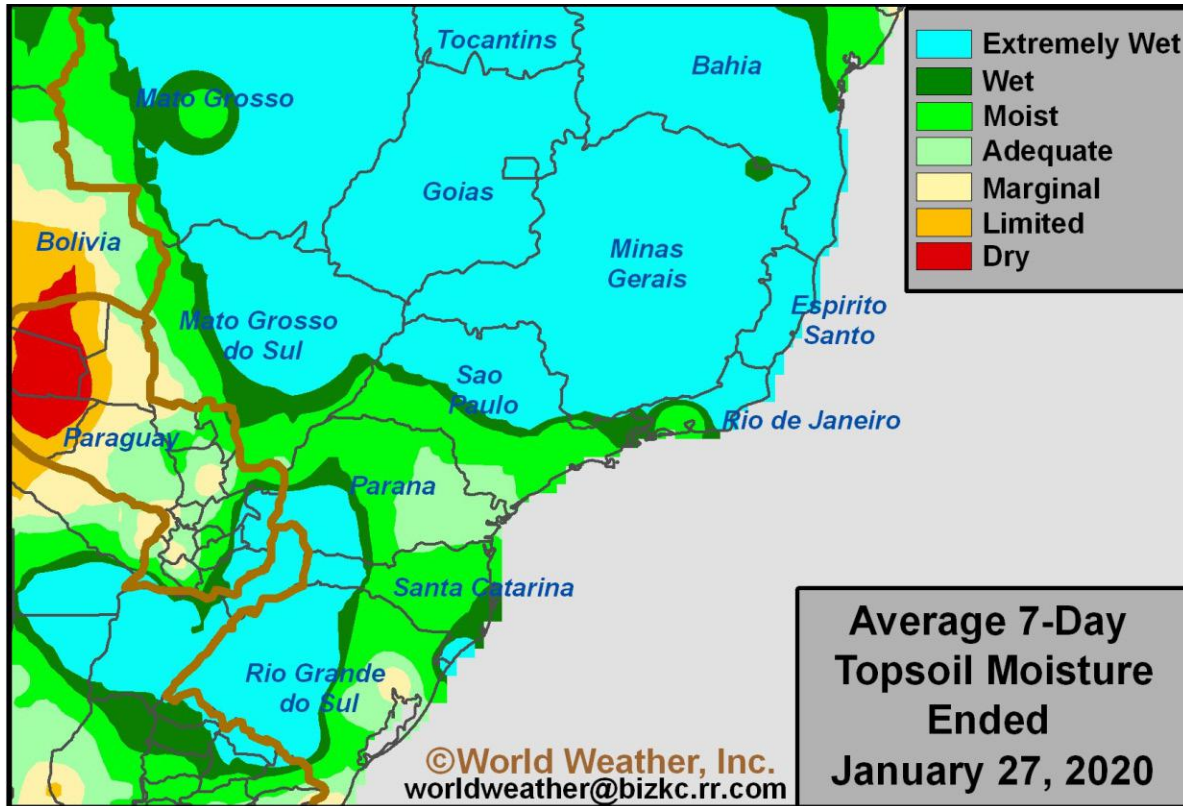 Tocantins
Bahia
Mato Grosso
Goias
Bolivia
Minas
Gerais
Mato Grosso
do Sul
Espirito
Santo
Sao
Paulo
Rio de Janeiro
Paraguay
Parana
Santa Catarina
Rio Grande
do Sul
Extremely Wet
Wet
Moist
Adequate
Marginal
Limited
Dry
Average 7-Day
Topsoil Moisture
Ended
January 27, 2020
©World Weather, Inc.
worldweather@bizkc.rr.com